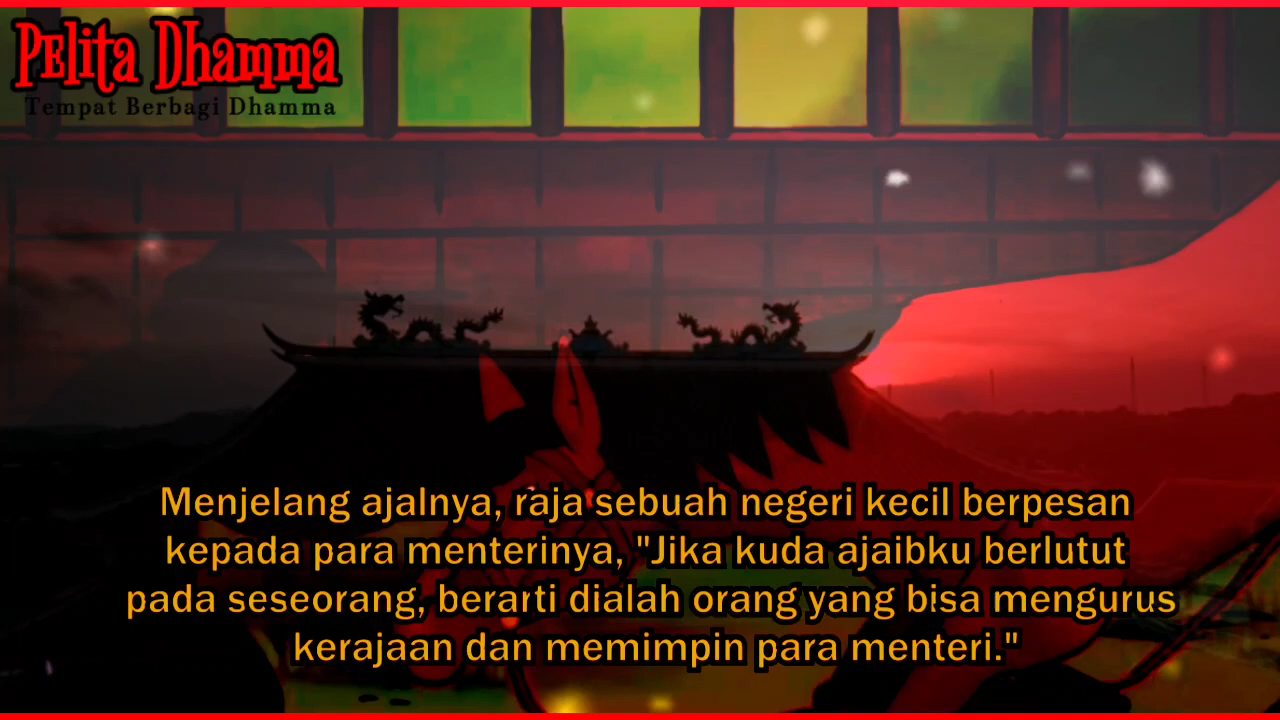 Pelita Dhamma
Tempat Berbagi Dhamma
Menjelang ajalnya, raja sebuah negeri kecil berpesan
kepada para menterinya, "Jika kuda ajaibku berlutut
pada seseorang, berarti dialah orang yang bisa mengurus
kerajaan dan memimpin para menteri."